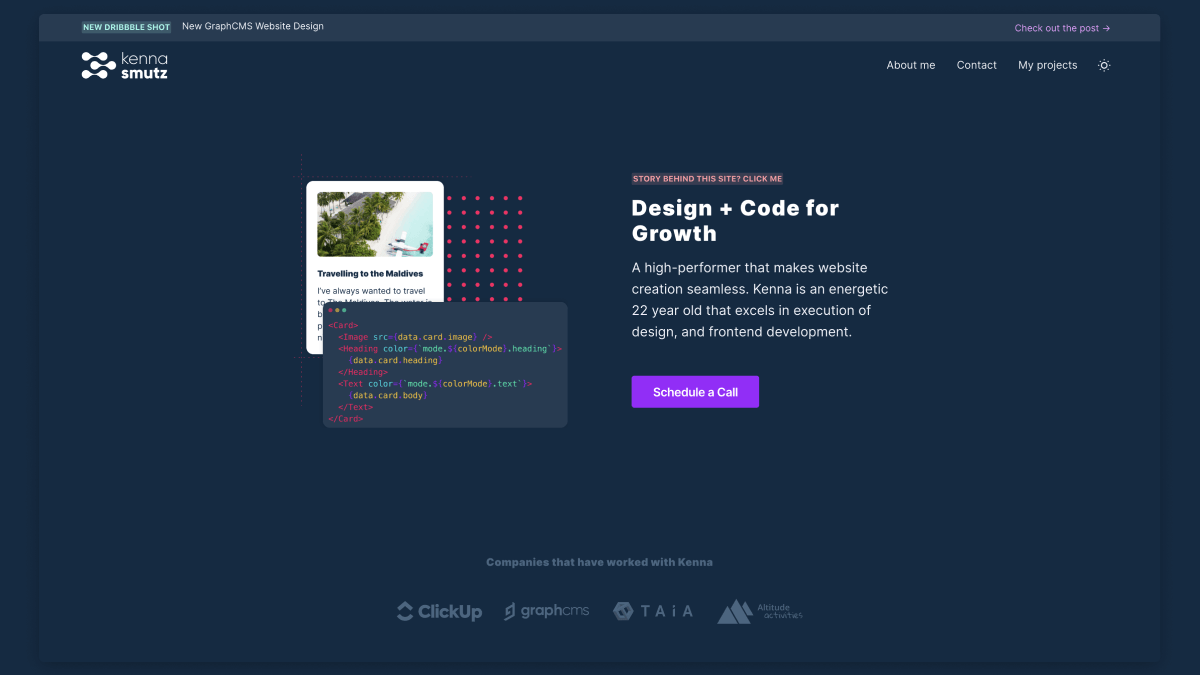 NEW DRIBBBLE SHOT New GraphCMS Website Design
Check out the post →
kenna
smutz
About me
Contact
My projects
STORY BEHIND THIS SITE? CLICK ME
Design + Code for
Growth
A high-performer that makes website
creation seamless. Kenna is an energetic
22 year old that excels in execution of
design, and frontend development.
Schedule a Call
Travelling to the Maldives
I've always wanted to travel
to The Maldives. The water is
<Card>
<Image src={data.card.image} />
<Heading color={`mode.${colorMode}.heading`}>
{data.card.heading}
</Heading>
<Text color={`mode.${colorMode}.text`}>
{data.card.body}
</Text>
</Card>
Companies that have worked with Kenna
ClickUp
graphcms
TAiA
Altitude
activities